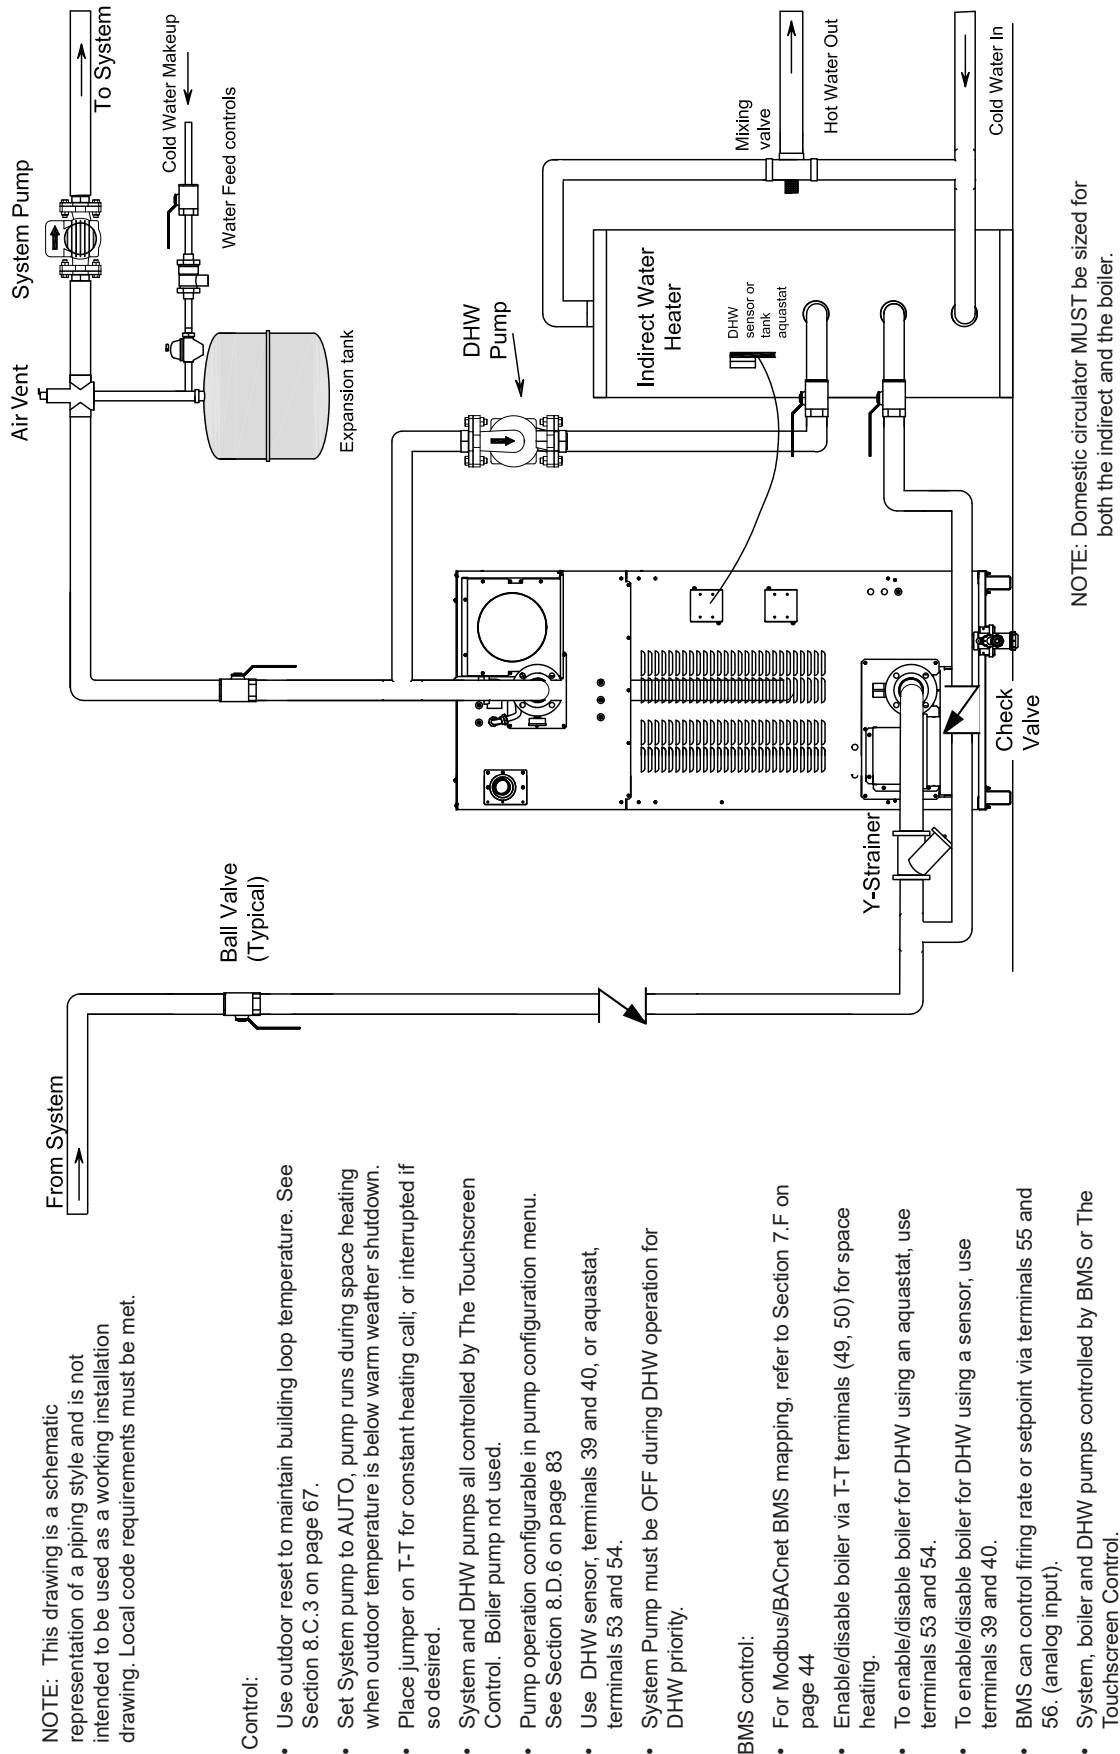 NOTE:  This drawing is a schematic
representation of a piping style and is not
intended to be used as a working installation
drawing. Local code requirements must be met.
Control:
• Use outdoor reset to maintain building loop temperature. See
Section 8.C.3 on page 67.
• Set System pump to AUTO, pump runs during space heating
when outdoor temperature is below warm weather shutdown.
• Place jumper on T-T for constant heating call; or interrupted if
so desired.
• System and DHW pumps all controlled by The Touchscreen
Control.  Boiler pump not used.
• Pump operation configurable in pump configuration menu.
See Section 8.D.6 on page 83
• Use  DHW sensor, terminals 39 and 40, or aquastat,
terminals 53 and 54.
• System Pump must be OFF during DHW operation for
DHW priority.
BMS control:
• For Modbus/BACnet BMS mapping, refer to Section 7.F on
page 44
• Enable/disable boiler via T-T terminals (49, 50) for space
heating.
• To enable/disable boiler for DHW using an aquastat, use
terminals 53 and 54.
• To enable/disable boiler for DHW using a sensor, use
terminals 39 and 40.
• BMS can control firing rate or setpoint via terminals 55 and
56. (analog input).
• System, boiler and DHW pumps controlled by BMS or The
Touchscreen Control.
From System
Ball Valve
(Typical)
Y-Strainer
Check
Valve
Air Vent
System Pump
To System
Cold Water Makeup
Water Feed controls
Expansion tank
DHW
Pump
Indirect Water
Heater
DHW
sensor or
tank
aquastat
Mixing
valve
Hot Water Out
Cold Water In
NOTE: Domestic circulator MUST be sized for
both the indirect and the boiler.